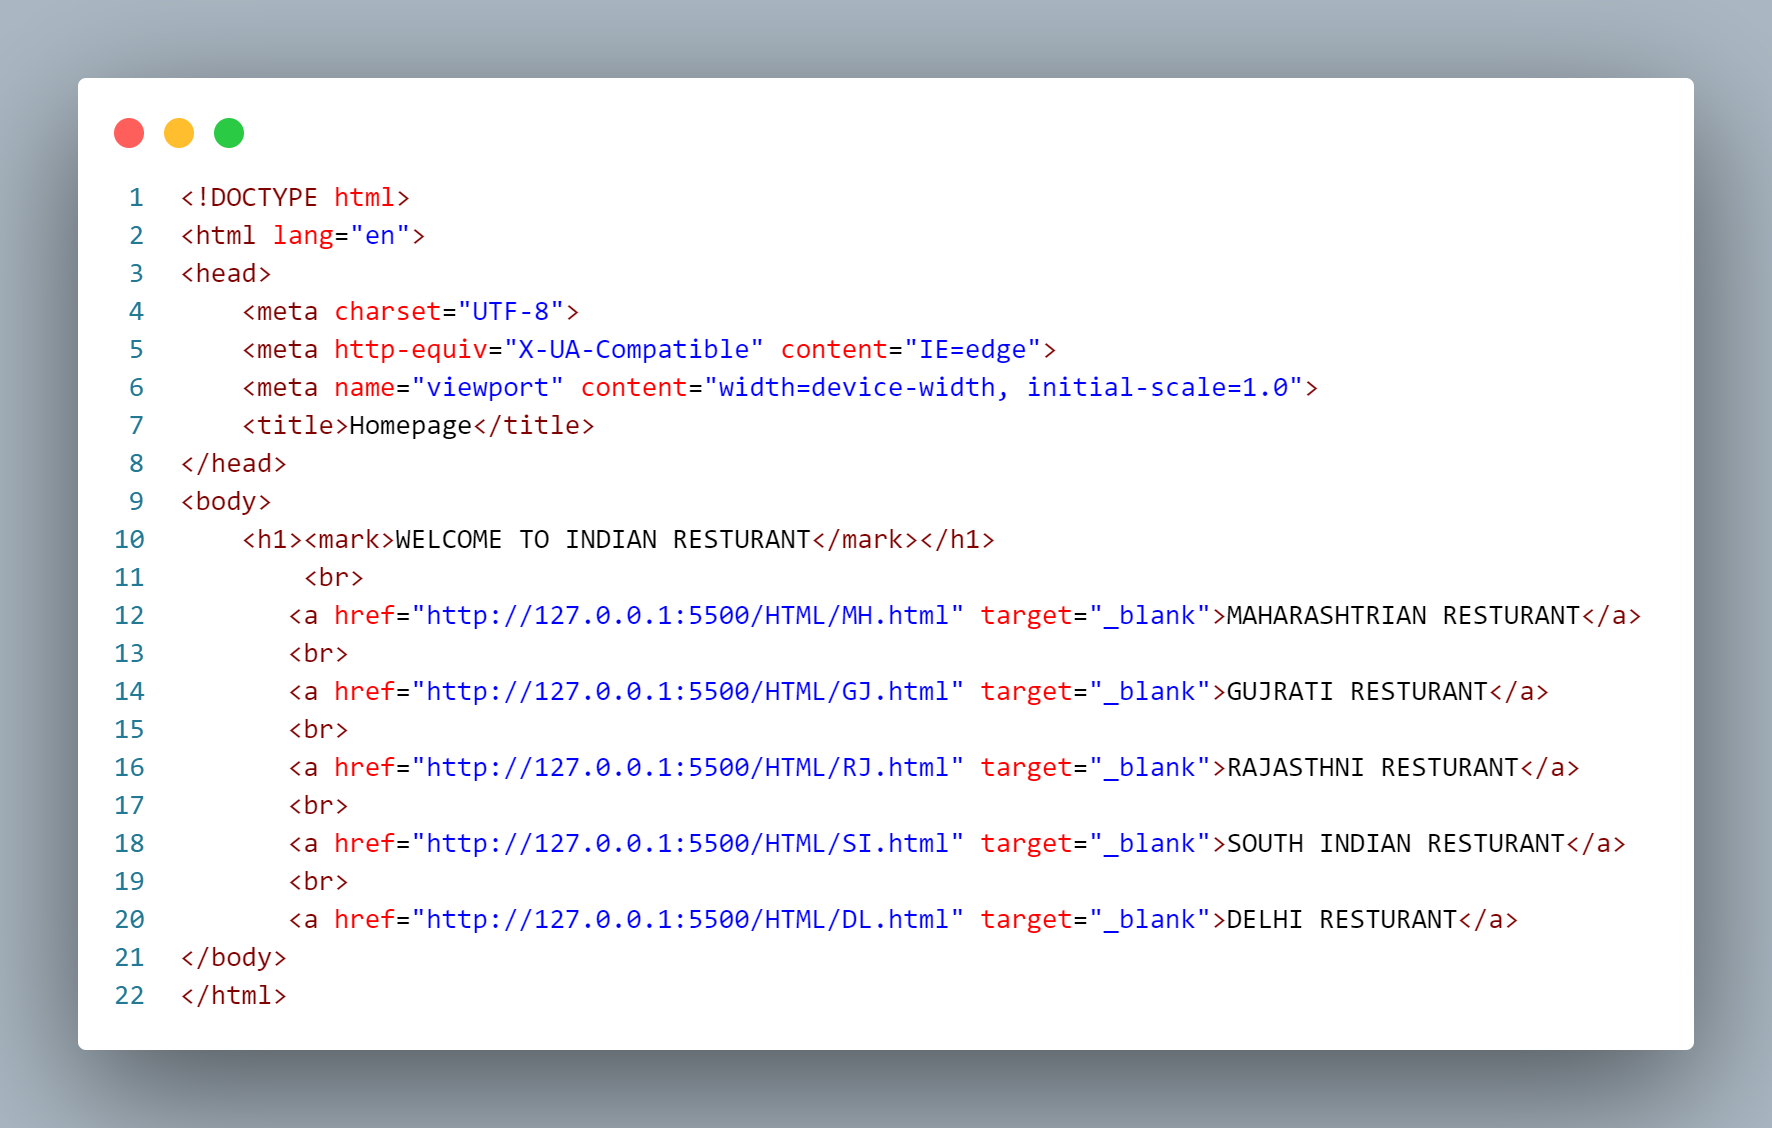 1 <!DOCTYPE html>
2 <html lang="en">
3 <head>
4     <meta charset="UTF-8">
5     <meta http-equiv="X-UA-Compatible" content="IE=edge">
6     <meta name="viewport" content="width=device-width, initial-scale=1.0">
7     <title>Homepage</title>
8 </head>
9 <body>
10     <h1><mark>WELCOME TO INDIAN RESTURANT</mark></h1>
11         <br>
12        <a href="http://127.0.0.1:5500/HTML/MH.html" target="_blank">MAHARASHTRIAN RESTURANT</a>
13        <br>
14        <a href="http://127.0.0.1:5500/HTML/GJ.html" target="_blank">GUJRATI RESTURANT</a>
15        <br>
16        <a href="http://127.0.0.1:5500/HTML/RJ.html" target="_blank">RAJASTHNI RESTURANT</a>
17        <br>
18        <a href="http://127.0.0.1:5500/HTML/SI.html" target="_blank">SOUTH INDIAN RESTURANT</a>
19        <br>
20        <a href="http://127.0.0.1:5500/HTML/DL.html" target="_blank">DELHI RESTURANT</a>
21 </body>
22 </html>